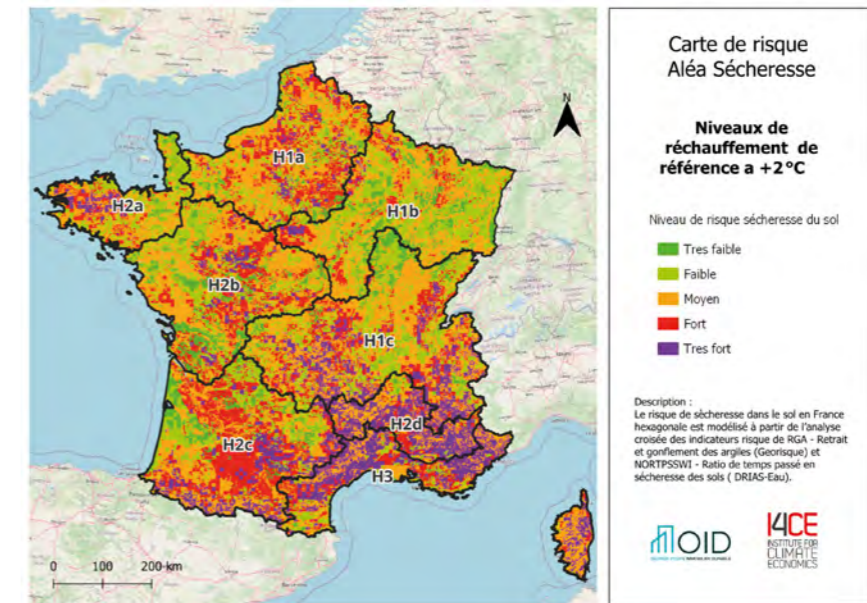 H1a
H2a
H1b
H2b
H1c
H2c
H2d
H3
N
0 100 200 km
Carte de risque
Aléa Sécheresse
Niveaux de
réchauffement de
référence a +2°C
Niveau de risque sécheresse du sol
Tres faible
Faible
Moyen
Fort
Tres fort
Description :
Le risque de sécheresse dans le sol en France
hexagonale est modélisé à partir de l'analyse
croisée des indicateurs risque de RGA - Retrait
et gonflement des argiles (Georisque) et
NORTPSSWI - Ratio de temps passé en
sécheresse des sols ( DRIAS-Eau).
OID
I4CE
INSTITUTE FOR
CLIMATE
ECONOMICS